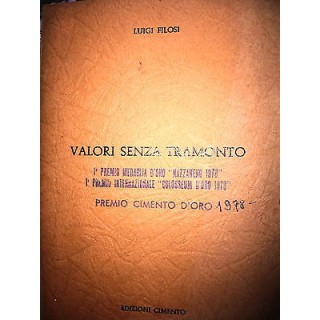 LUIGI FILOSI
VALORI SENZA TRAMONTO
1° PREMIO MEDAGLIA D'ORO "NAZZARENO 1978"
1° PREMIO INTERNAZIONALE "COLOSSEUM D'ORO 1978"
PREMIO CIMENTO D'ORO 1978-
EDIZIONI CIMENTO